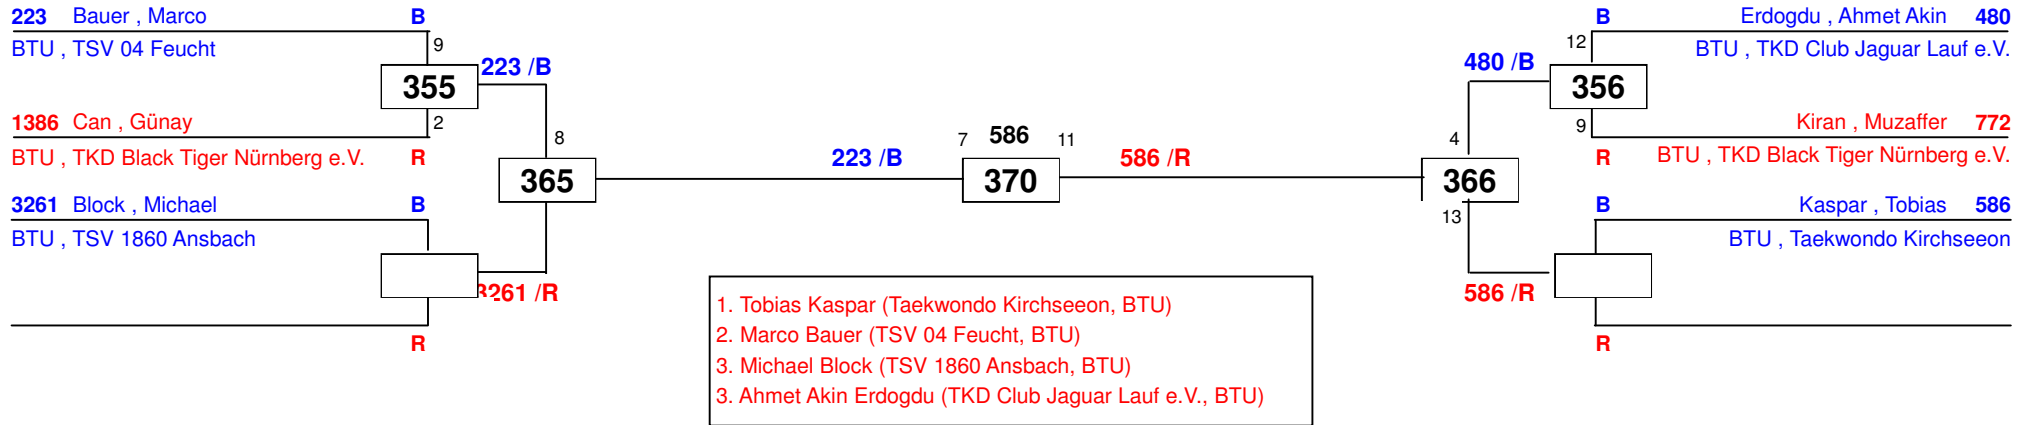 223 Bauer , Marco B
BTU , TSV 04 Feucht
9
355
223 /B
2
1386 Can , Günay
BTU , TKD Black Tiger Nürnberg e.V. R
8
365
3261 Block , Michael B
BTU , TSV 1860 Ansbach
3261 /R
R
223 /B
7 586 11
370
586 /R
B Erdogdu , Ahmet Akin 480
BTU , TKD Club Jaguar Lauf e.V.
12
480 /B
356
9
Kiran , Muzaffer 772
R BTU , TKD Black Tiger Nürnberg e.V.
4
366
13
B Kaspar , Tobias 586
BTU , Taekwondo Kirchseeon
586 /R
R
1. Tobias Kaspar (Taekwondo Kirchseeon, BTU)
2. Marco Bauer (TSV 04 Feucht, BTU)
3. Michael Block (TSV 1860 Ansbach, BTU)
3. Ahmet Akin Erdogdu (TKD Club Jaguar Lauf e.V., BTU)